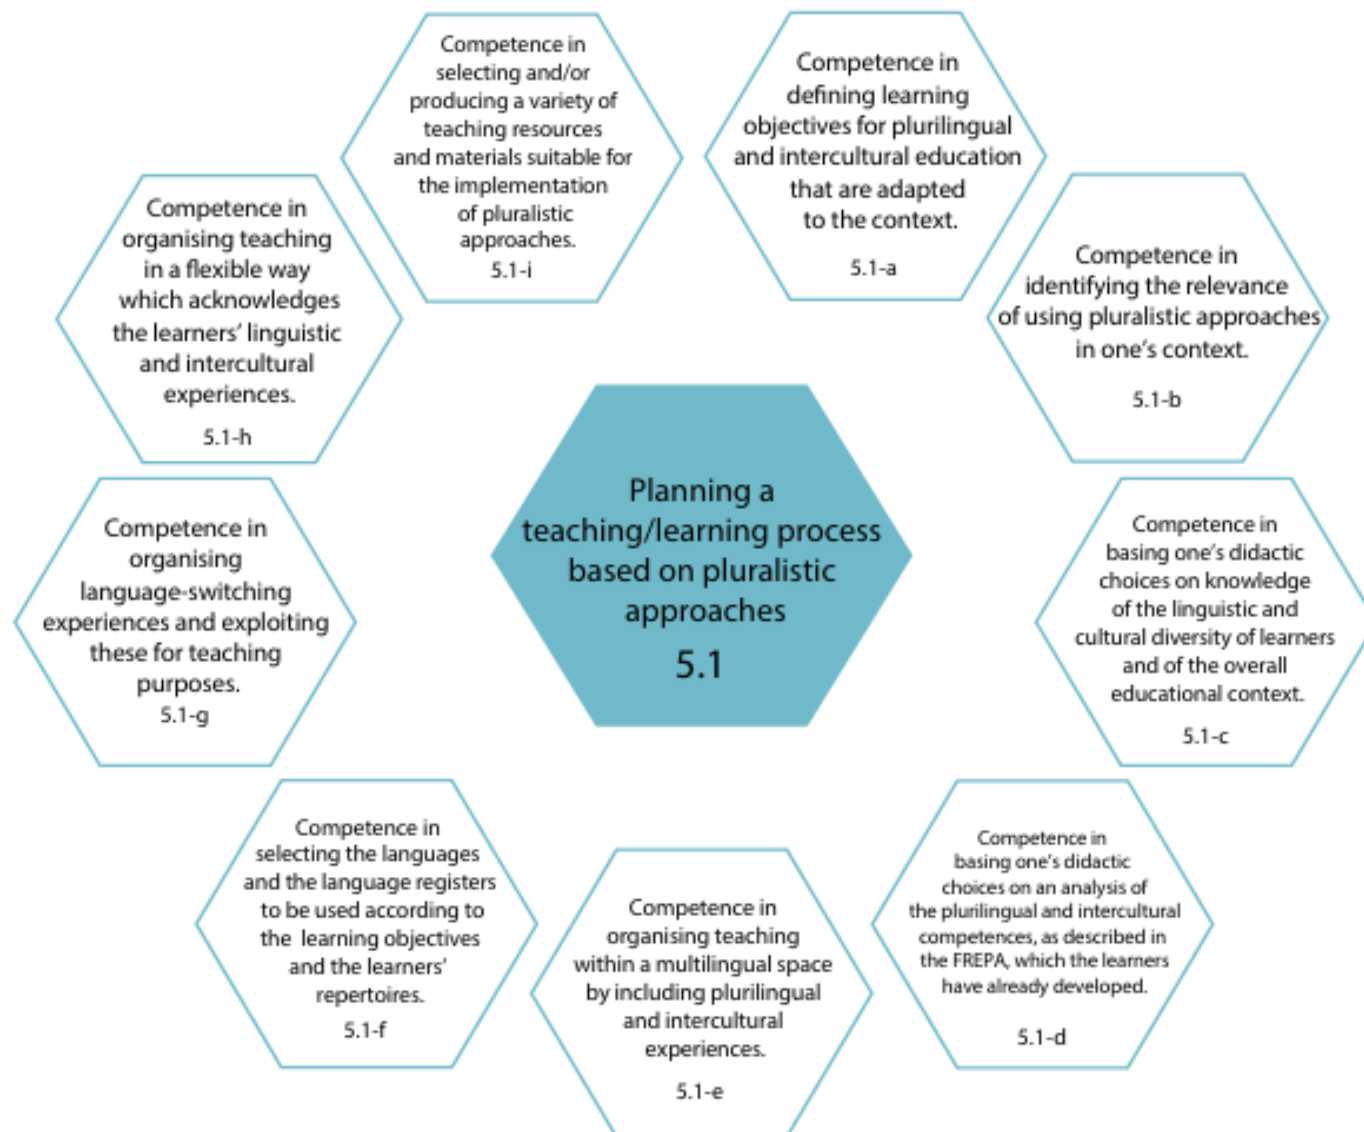 Competence in
selecting and/or
producing a variety of
teaching resources
and materials suitable for
the implementation
of pluralistic
approaches.
5.1-i
Competence in
defining learning
objectives for plurilingual
and intercultural education
that are adapted
to the context.
5.1-a
Competence in
identifying the relevance
of using pluralistic approaches
in one's context.
5.1-b
Competence in
organising teaching
in a flexible way
which acknowledges
the learners' linguistic
and intercultural
experiences.
5.1-h
Planning a
teaching/learning process
based on pluralistic
approaches
5.1
Competence in
basing one's didactic
choices on knowledge
of the linguistic and
cultural diversity of learners
and of the overall
educational context.
5.1-c
Competence in
organising
language-switching
experiences and exploiting
these for teaching
purposes.
5.1-g
Competence in
selecting the languages
and the language registers
to be used according to
the learning objectives
and the learners'
repertoires.
5.1-f
Competence in
organising teaching
within a multilingual space
by including plurilingual
and intercultural
experiences.
5.1-e
Competence in
basing one's didactic
choices on an analysis of
the plurilingual and intercultural
competences, as described in
the FREPA, which the learners
have already developed.
5.1-d